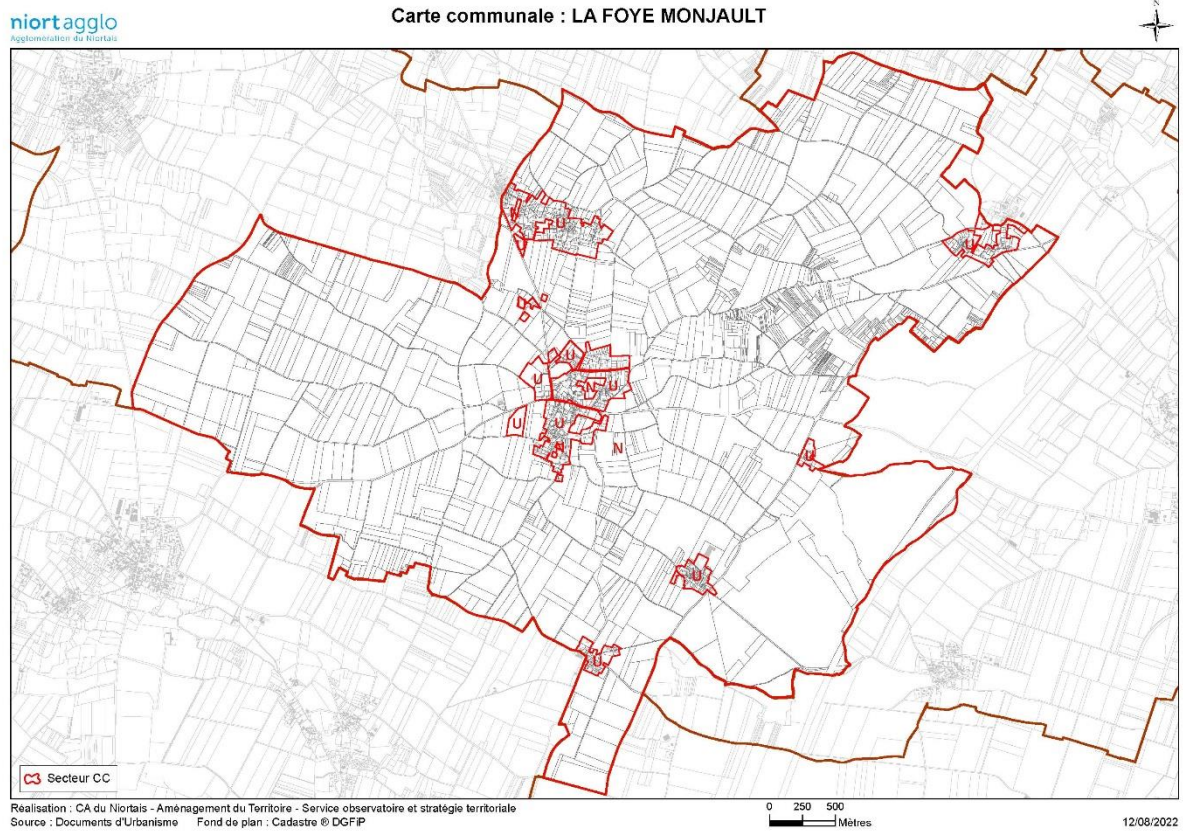 niortagglo
Agglomération du Niortais
Carte communale : LA FOYE MONJAULT
N
U
U
U
U
N U
U
U
N
U
U
U
Secteur CC
Réalisation : CA du Niortais - Aménagement du Territoire - Service observatoire et stratégie territoriale
Source : Documents d'Urbanisme Fond de plan : Cadastre ® DGFiP
0 250 500
Mètres
12/08/2022